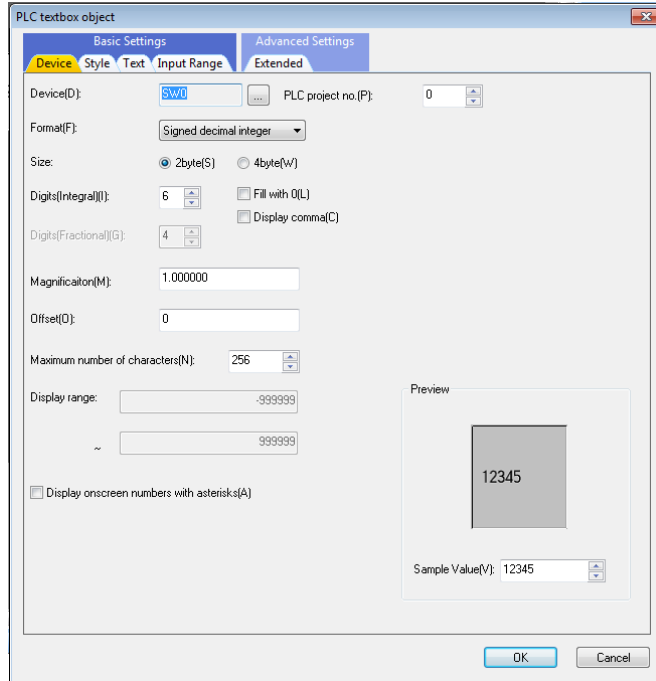 PLC textbox object
Basic Settings Advanced Settings
Device Style Text Input Range Extended
Device(D): SW0 ... PLC project no.(P): 0
Format(F): Signed decimal integer
Size: 2byte(S) 4byte(W)
Digits(Integral)(I): 6 Fill with 0(L)
Display comma(C)
Digits(Fractional)(G): 4
Magnificaiton(M): 1.000000
Offset(O): 0
Maximum number of characters(N): 256
Display range: -999999
~ 999999
Display onscreen numbers with asterisks(A)
Preview
12345
Sample Value(V): 12345
OK Cancel